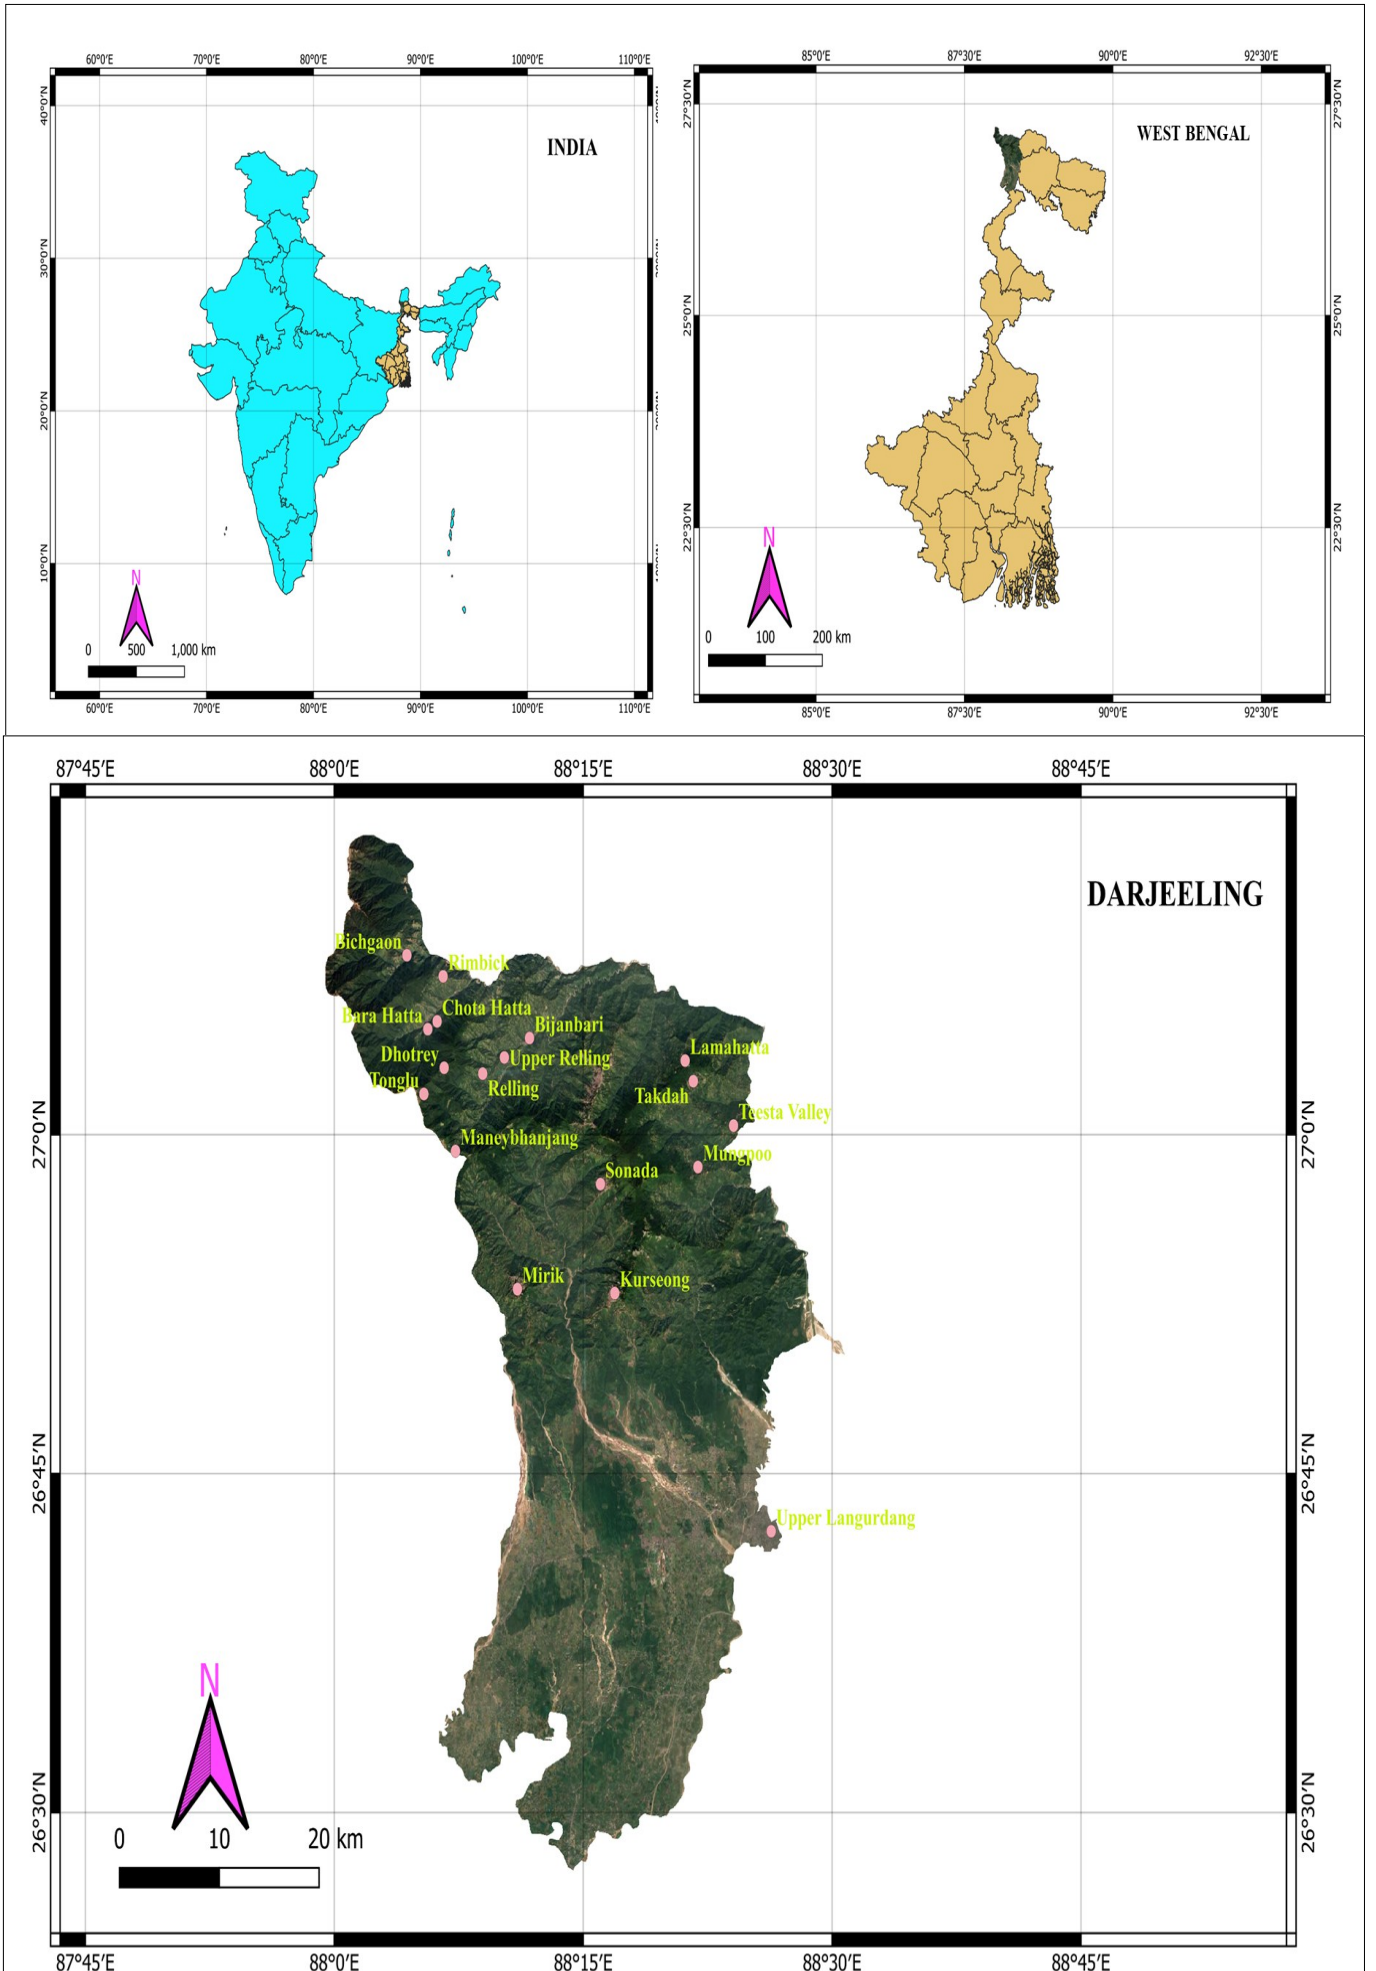 60°0'E 70°0'E 80°0'E 90°0'E 100°0'E 110°0'E
40°0'N
30°0'N
20°0'N
10°0'N
INDIA
N
0 500 1,000 km
60°0'E 70°0'E 80°0'E 90°0'E 100°0'E 110°0'E
85°0'E 87°30'E 90°0'E 92°30'E
27°30'N 27°30'N
WEST BENGAL
25°0'N 25°0'N
22°30'N 22°30'N
N
0 100 200 km
85°0'E 87°30'E 90°0'E 92°30'E
87°45'E 88°0'E 88°15'E 88°30'E 88°45'E
DARJEELING
Bichgaon
Rimbick
Chota Hatta
Bara Hatta
Bijanbari
Dhotrey
Upper Relling
Lamahatta
Tonglu
Relling
Takdah
Teesta Valley
27°0'N 27°0'N
Maneybhanjang
Mungpoo
Sonada
Mirik
Kurseong
26°45'N 26°45'N
Upper Langurdang
N
26°30'N 26°30'N
0 10 20 km
87°45'E 88°0'E 88°15'E 88°30'E 88°45'E